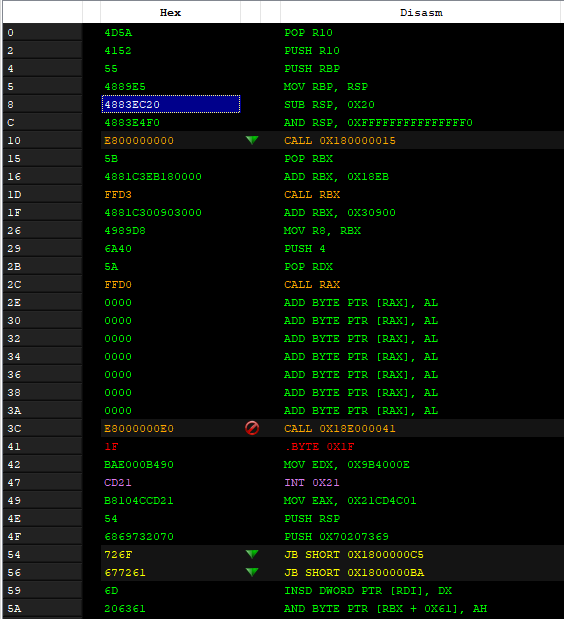 Hex Disasm
0 4D5A POP R10
2 4152 PUSH R10
4 55 PUSH RBP
5 4889E5 MOV RBP, RSP
8 4883EC20 SUB RSP, 0X20
C 4883E4F0 AND RSP, 0XFFFFFFFFFFFFFFF0
10 E800000000 CALL 0X180000015
15 5B POP RBX
16 4881C3EB180000 ADD RBX, 0X18EB
1D FFD3 CALL RBX
1F 4881C300903000 ADD RBX, 0X30900
26 4989D8 MOV R8, RBX
29 6A40 PUSH 4
2B 5A POP RDX
2C FFD0 CALL RAX
2E 0000 ADD BYTE PTR [RAX], AL
30 0000 ADD BYTE PTR [RAX], AL
32 0000 ADD BYTE PTR [RAX], AL
34 0000 ADD BYTE PTR [RAX], AL
36 0000 ADD BYTE PTR [RAX], AL
38 0000 ADD BYTE PTR [RAX], AL
3A 0000 ADD BYTE PTR [RAX], AL
3C E8000000E0 CALL 0X18E000041
41 1F .BYTE 0X1F
42 BAE000B490 MOV EDX, 0X9B4000E
47 CD21 INT 0X21
49 B8104CCD21 MOV EAX, 0X21CD4C01
4E 54 PUSH RSP
4F 6869732070 PUSH 0X70207369
54 726F JB SHORT 0X1800000C5
56 677261 JB SHORT 0X1800000BA
59 6D INSD DWORD PTR [RDI], DX
5A 206361 AND BYTE PTR [RBX + 0X61], AH